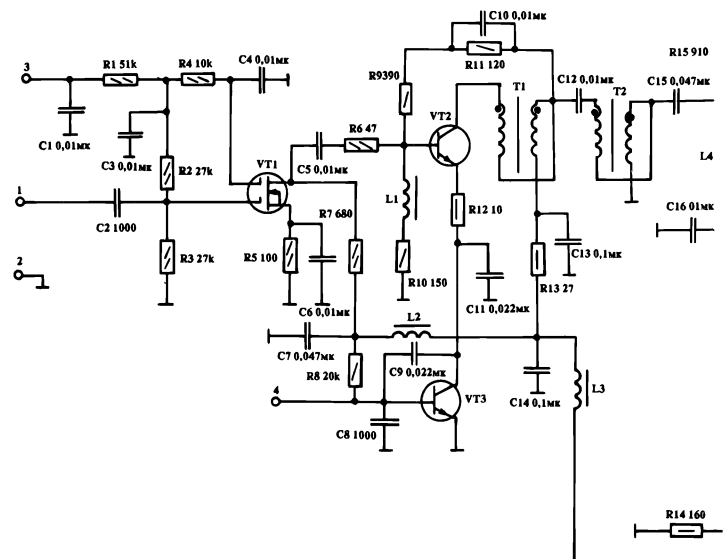 C10 0,01мк
R15 910
R1 51k
R4 10k
C4 0,01мк
R11 120
3
R9390
T1
C12 0,01мк
T2
C15 0,047мк
VT2
R6 47
C1 0,01мк
C3 0,01мк
R2 27k
VT1
C5 0,01мк
L4
1
L1
R12 10
C16 01мк
C2 1000
R7 680
R3 27k
R5 100
C13 0,1мк
2
R10 150
R13 27
C11 0,022мк
C6 0,01мк
L2
C7 0,047мк
R8 20k
C9 0,022мк
4
VT3
L3
C14 0,1мк
C8 1000
R14 160